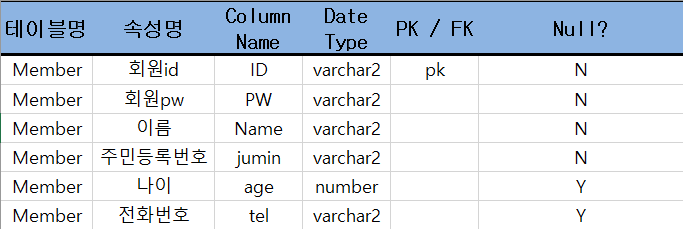 테이블명 속성명 Column Name Date Type PK / FK Null?
Member 회원id ID varchar2 pk N
Member 회원pw PW varchar2 N
Member 이름 Name varchar2 N
Member 주민등록번호 jumin varchar2 N
Member 나이 age number Y
Member 전화번호 tel varchar2 Y